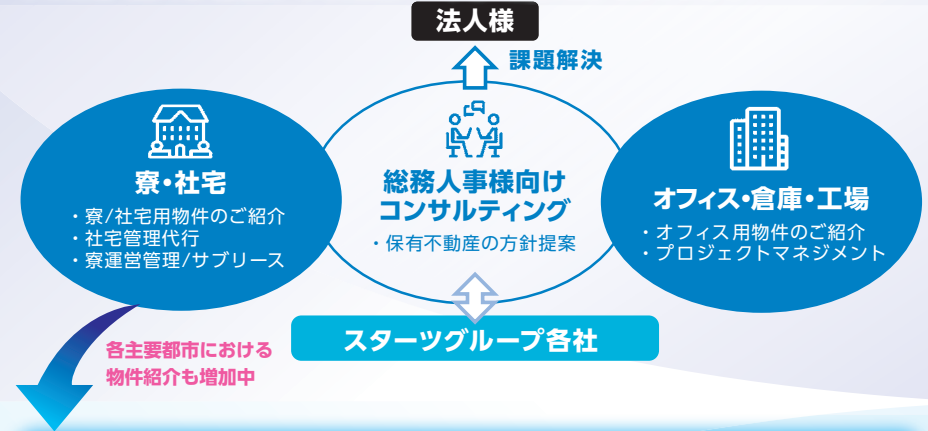 法人様
課題解決
寮・社宅
・寮/社宅用物件のご紹介
・社宅管理代行
・寮運営管理/サブリース
総務人事様向け
コンサルティング
・保有不動産の方針提案
オフィス・倉庫・工場
・オフィス用物件のご紹介
・プロジェクトマネジメント
スターツグループ各社
各主要都市における
物件紹介も増加中